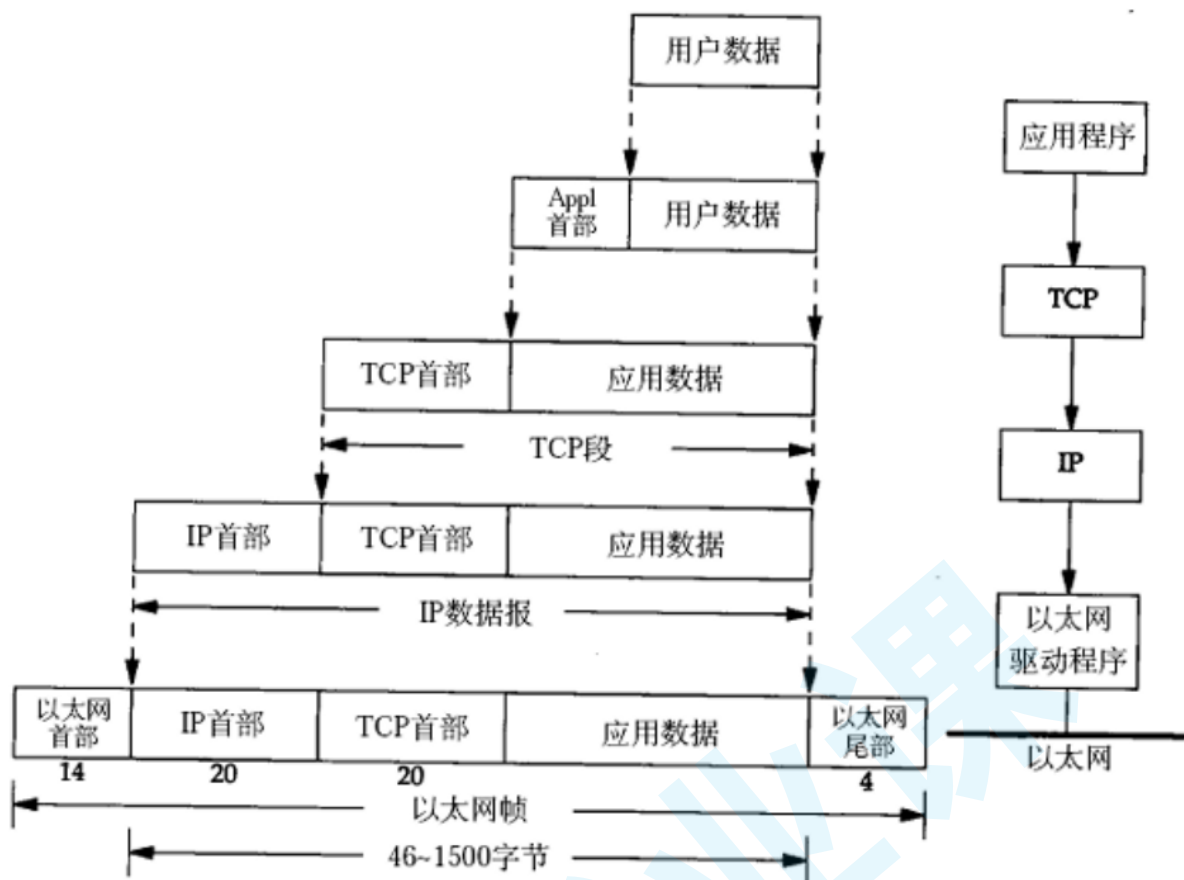 用户数据
应用程序
Appl
首部
用户数据
TCP
TCP首部
应用数据
TCP段
IP
IP首部
TCP首部
应用数据
IP数据报
以太网
驱动程序
以太网
首部
IP首部
TCP首部
应用数据
以太网
尾部
以太网
14
20
20
4
以太网帧
46~1500字节
业课